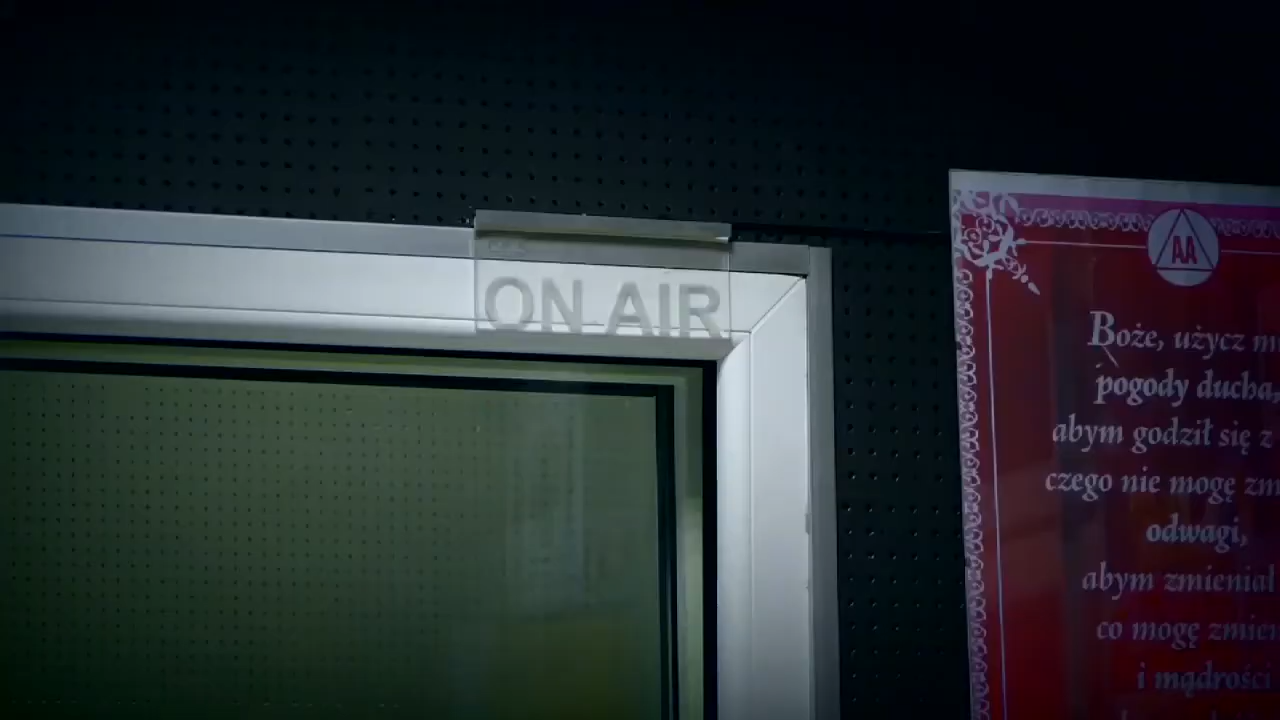 ON AIR
AA
Boże, użycz
pogody ducha,
abym godził się z
czego nie mogę
odwagi,
abym zmieniał
co mogę
i mądrości